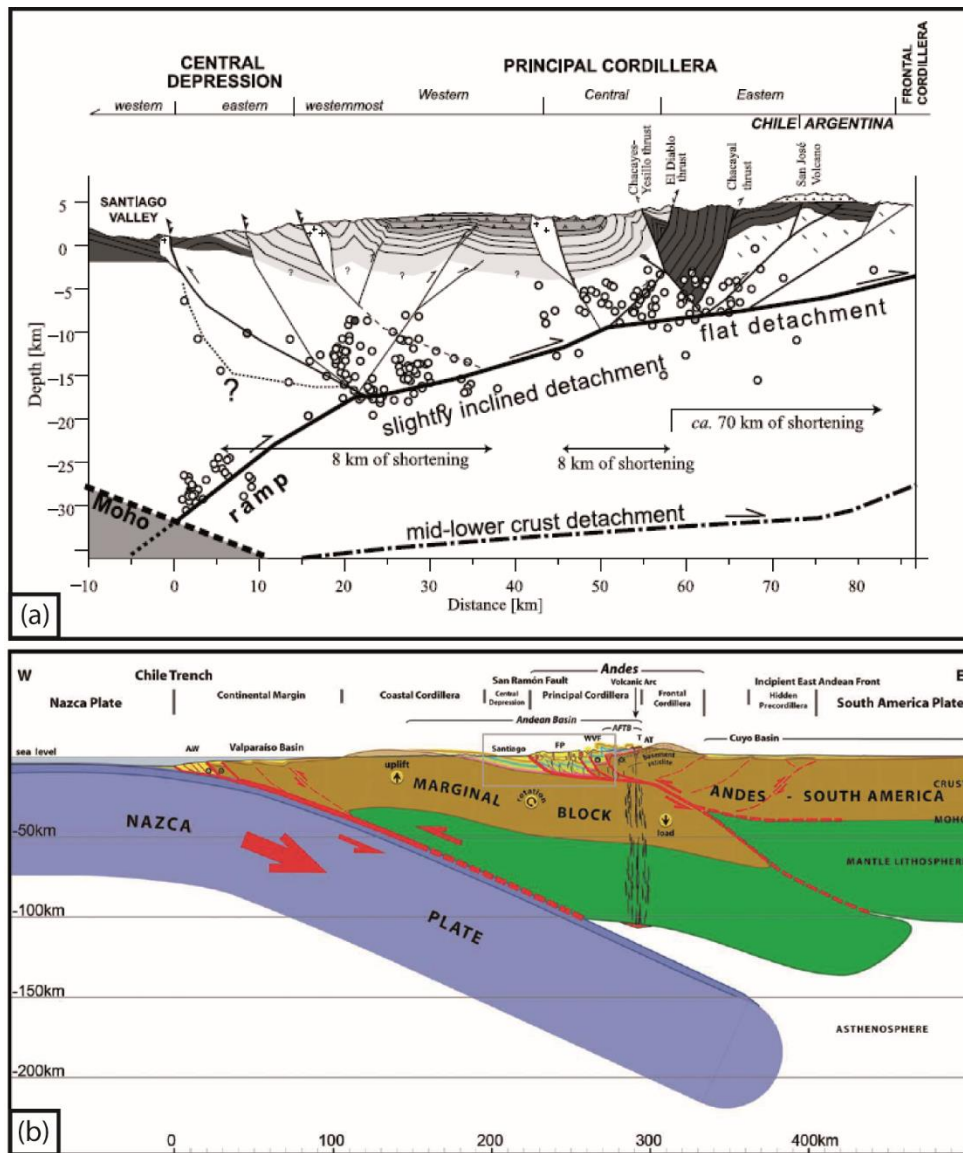 CENTRAL DEPRESSION
PRINCIPAL CORDILLERA
FRONTAL CORDILLERA
western
eastern
westernmost
Western
Central
Eastern
CHILE ARGENTINA
Chacayes-Yesillo thrust
El Diablo thrust
Chacayal thrust
San José Volcano
SANTIAGO VALLEY
5
0
−5
−10
−15
−20
−25
−30
Depth [km]
? ? ? ?
?
flat detachment
slightly inclined detachment
ca. 70 km of shortening
8 km of shortening
8 km of shortening
ramp
Moho
mid-lower crust detachment
−10 0 10 20 30 40 50 60 70 80
Distance [km]
(a)
W
Chile Trench
Andes
E
San Ramón Fault
Volcanic Arc
Incipient East Andean Front
Nazca Plate
Continental Margin
Coastal Cordillera
Central Depression
Principal Cordillera
Frontal Cordillera
Hidden Precordillera
South America Plate
Andean Basin
AFTB
Cuyo Basin
sea level
AW
Valparaíso Basin
Santiago
FP
WVF
T
AT
uplift
basement
MARGINAL
rotation
BLOCK
load
ANDES - SOUTH AMERICA
CRUST
MOHO
NAZCA
PLATE
MANTLE LITHOSPHERE
-50km
-100km
-150km
-200km
ASTHENOSPHERE
0 100 200 300 400km
(b)